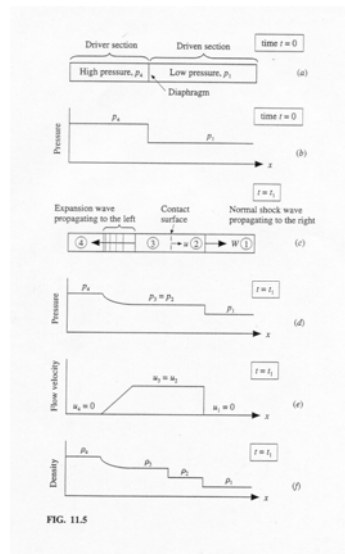 Driver section Driven section time t = 0
High pressure, p₄ Low pressure, p₁ (a)
Diaphragm
time t = 0
Pressure p₄ p₁ (b)
x
t = t₁
Expansion wave propagating to the left
Contact surface
Normal shock wave propagating to the right
④ ③ u ② W ① (c)
t = t₁
Pressure p₄ p₃ = p₂ p₁ (d)
x
t = t₁
Flow velocity u₄ = 0 u₃ = u₂ u₁ = 0 (e)
x
t = t₁
Density ρ₄ ρ₃ ρ₂ ρ₁ (f)
x
FIG. 11.5